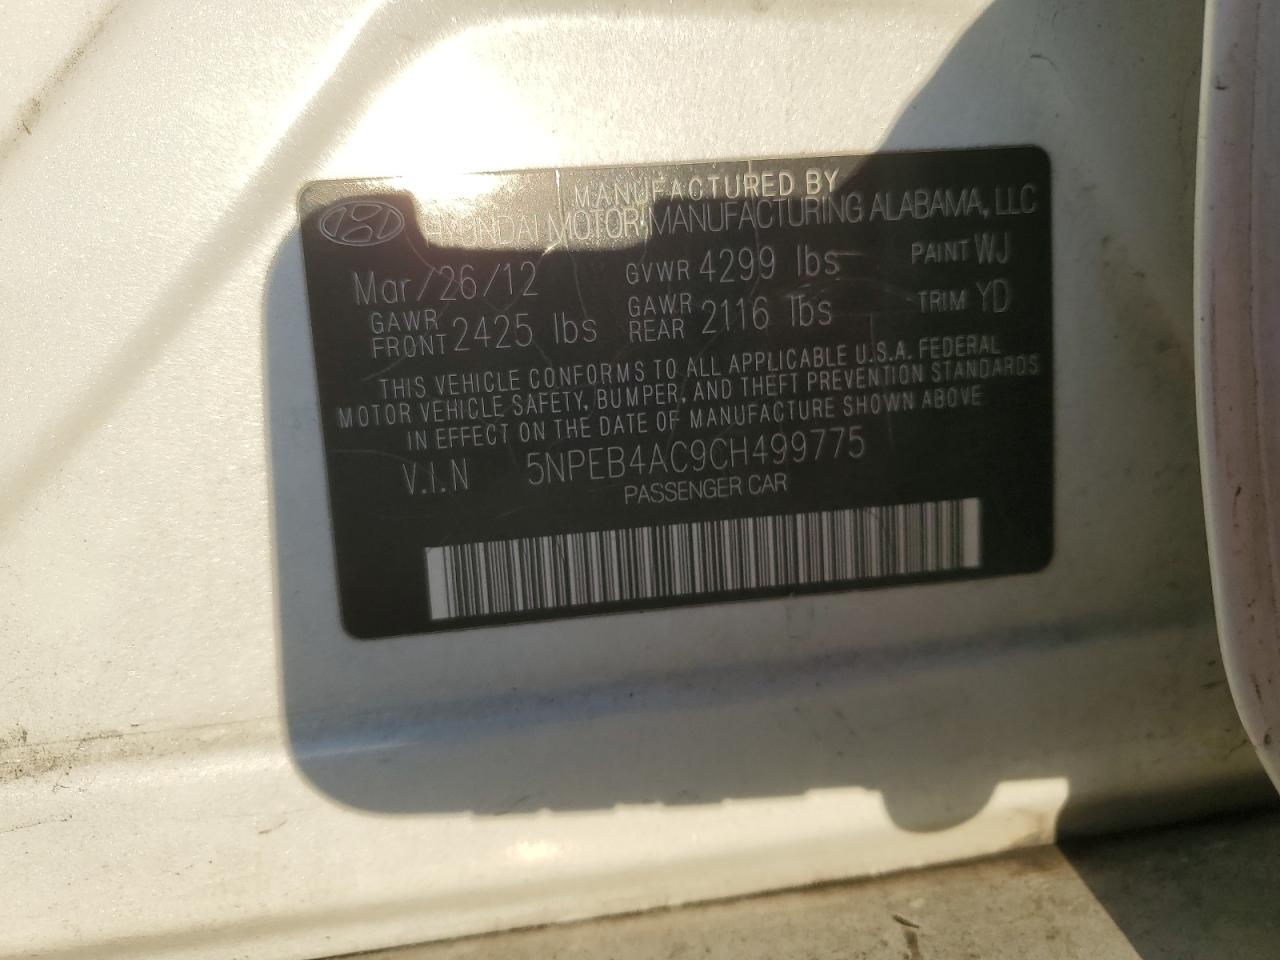 MANUFACTURED BY
HYUNDAI MOTOR MANUFACTURING ALABAMA, LLC
Mar/26/12 GVWR 4299 lbs PAINT WJ
GAWR FRONT 2425 lbs GAWR REAR 2116 lbs TRIM YD
THIS VEHICLE CONFORMS TO ALL APPLICABLE U.S.A. FEDERAL
MOTOR VEHICLE SAFETY, BUMPER, AND THEFT PREVENTION STANDARDS
IN EFFECT ON THE DATE OF MANUFACTURE SHOWN ABOVE
V.I.N 5NPEB4AC9CH499775
PASSENGER CAR